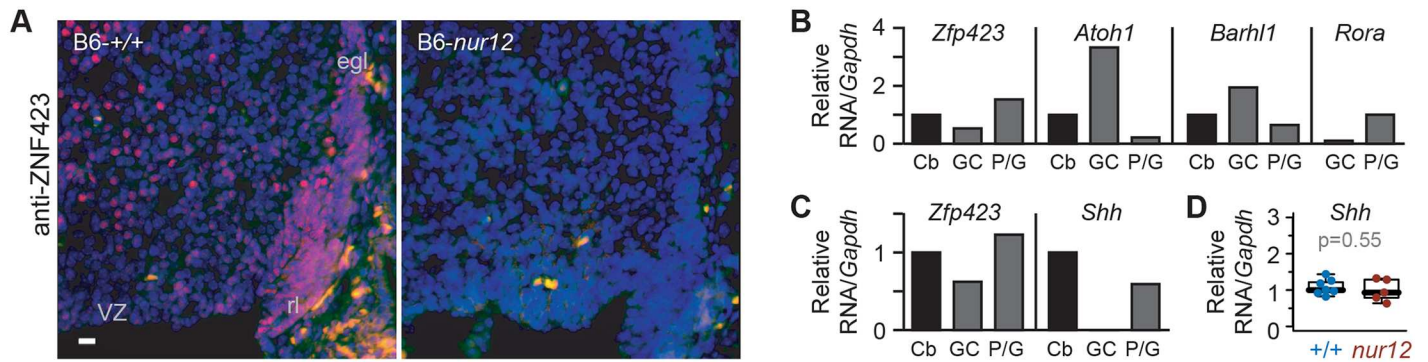 A
anti-ZNF423
B6-+/+
egl
rl
VZ
B6-nur12
B
Relative
RNA/Gapdh
4
2
0
Zfp423
Atoh1
Barhl1
Rora
Cb GC P/G Cb GC P/G Cb GC P/G GC P/G
C
Relative
RNA/Gapdh
1
0
Zfp423
Shh
Cb GC P/G Cb GC P/G
D
Relative
RNA/Gapdh
3
2
1
0
Shh
p=0.55
+/+ nur12